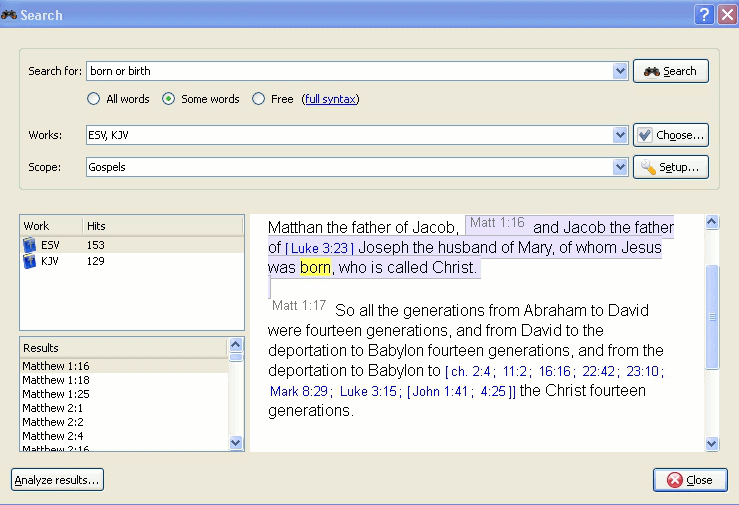 Search
Search for: born or birth Search
All words Some words Free (full syntax)
Works: ESV, KJV Choose...
Scope: Gospels Setup...
Work Hits
ESV 153
KJV 129
Results
Matthew 1:16
Matthew 1:18
Matthew 1:25
Matthew 2:1
Matthew 2:2
Matthew 2:4
Matthew 2:16
Matthan the father of Jacob, Matt 1:16 and Jacob the father
of [Luke 3:23] Joseph the husband of Mary, of whom Jesus
was born, who is called Christ.
Matt 1:17 So all the generations from Abraham to David
were fourteen generations, and from David to the
deportation to Babylon fourteen generations, and from the
deportation to Babylon to [ch. 2:4; 11:2; 16:16; 22:42; 23:10;
Mark 8:29; Luke 3:15; [John 1:41; 4:25]] the Christ fourteen
generations.
Analyze results... Close